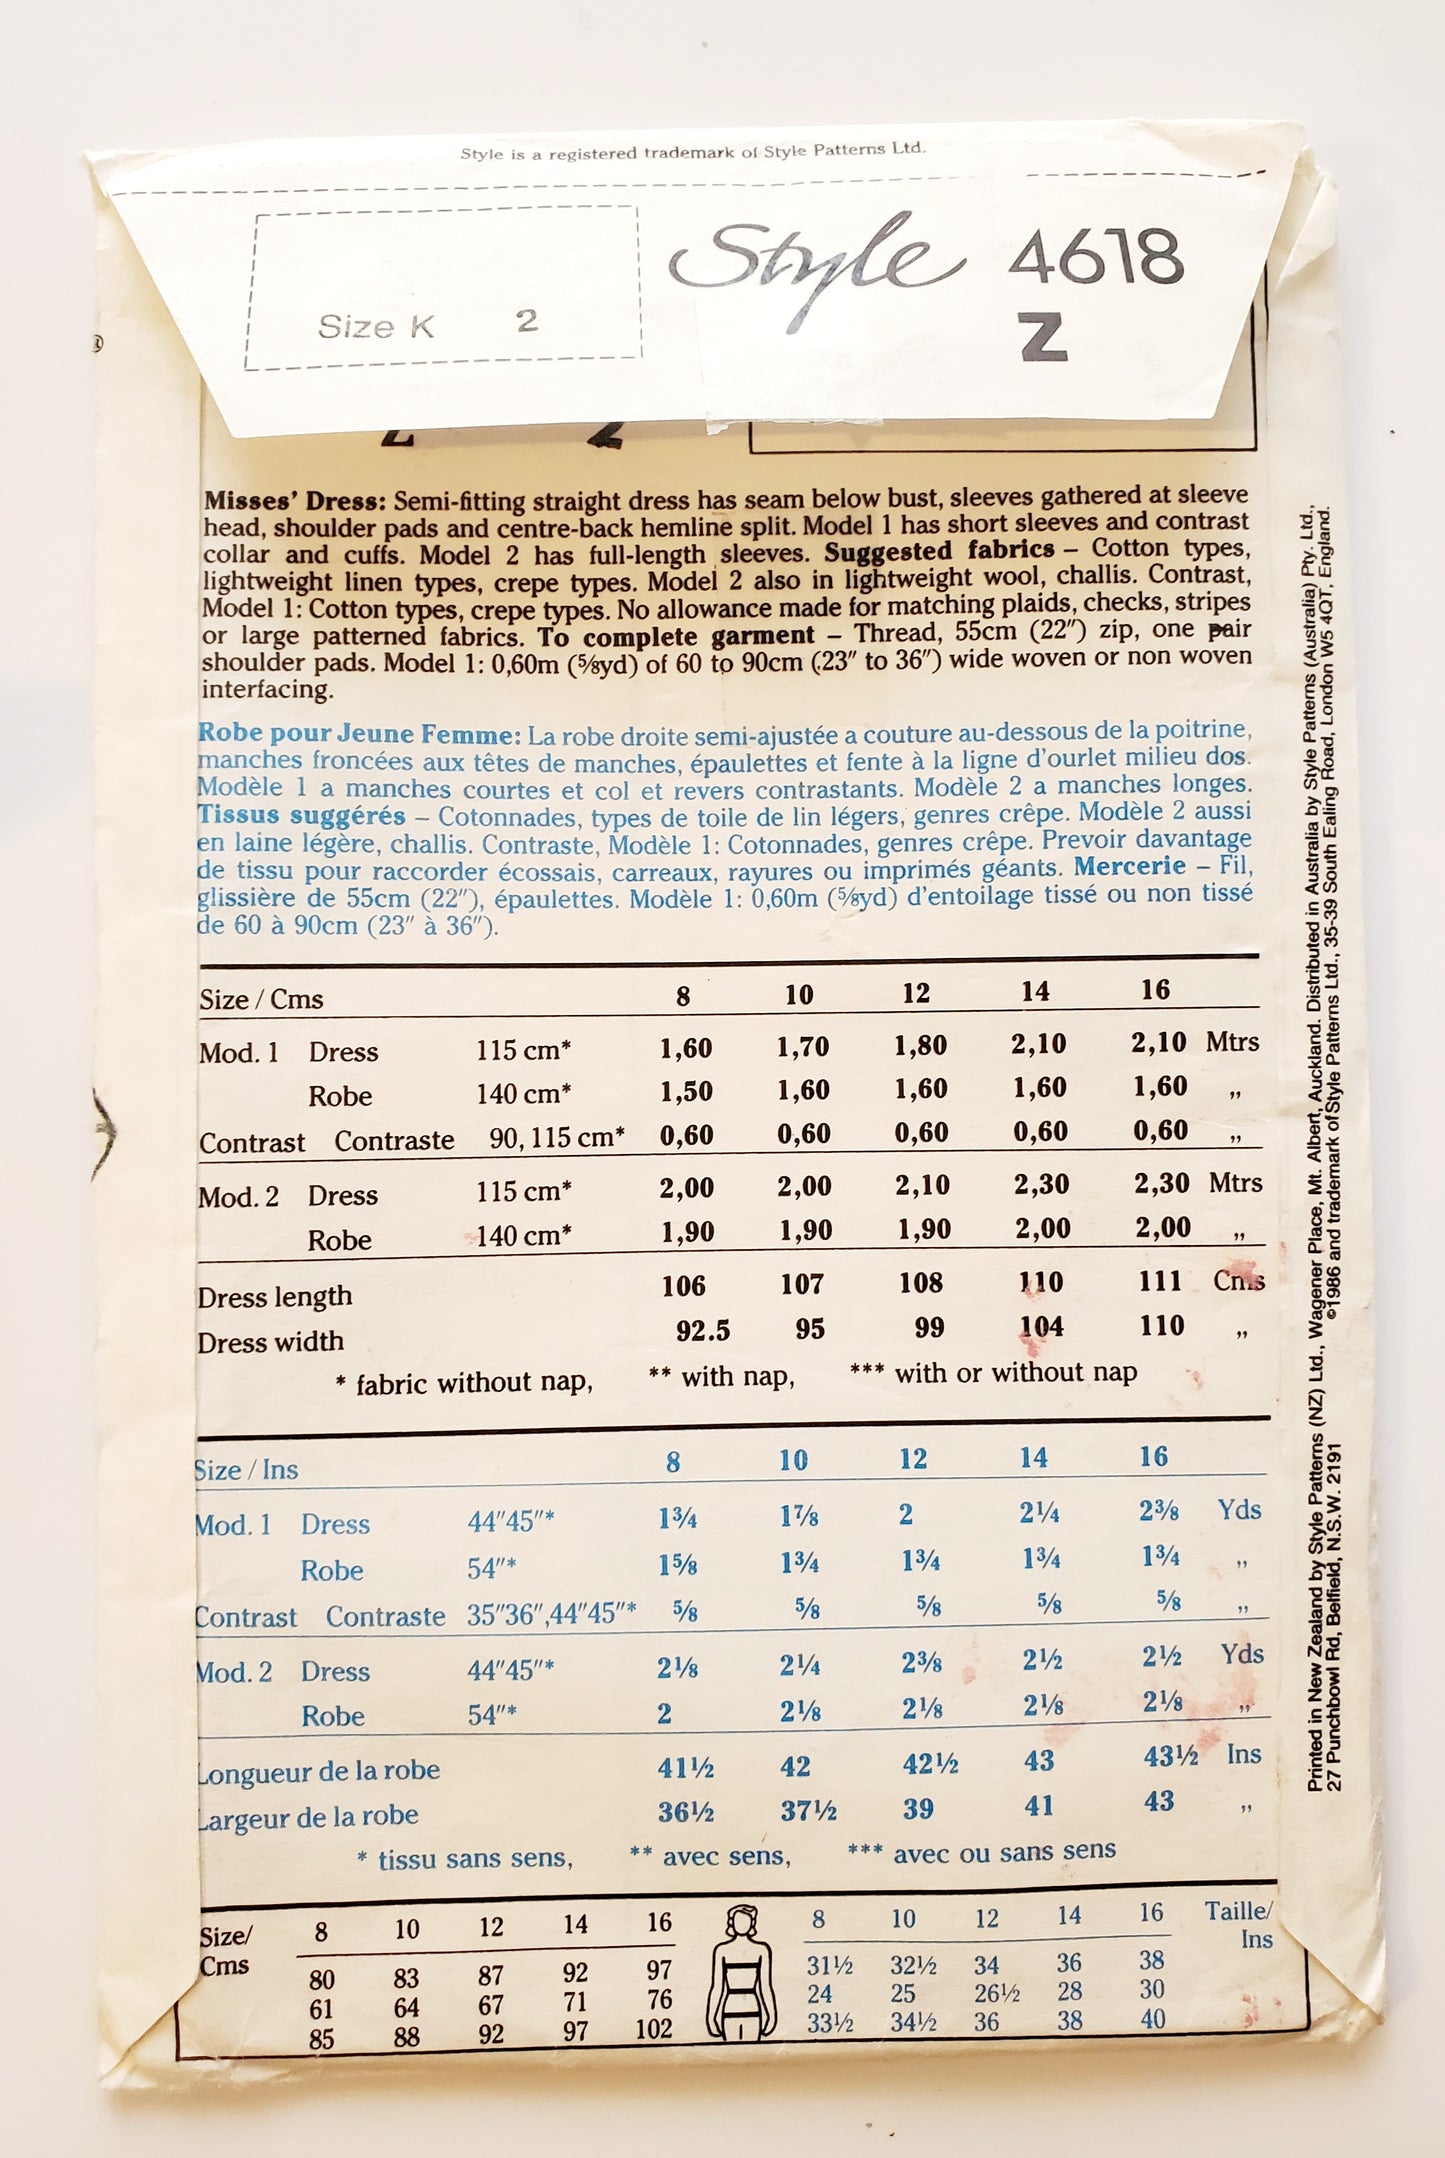 Style is a registered trademark of Style Patterns Ltd.
Size K 2
Style 4618
Z
®
Z 2
Misses’ Dress: Semi-fitting straight dress has seam below bust, sleeves gathered at sleeve
head, shoulder pads and centre-back hemline split. Model 1 has short sleeves and contrast
collar and cuffs. Model 2 has full-length sleeves. Suggested fabrics – Cotton types,
lightweight linen types, crepe types. Model 2 also in lightweight wool, challis. Contrast,
Model 1: Cotton types, crepe types. No allowance made for matching plaids, checks, stripes
or large patterned fabrics. To complete garment – Thread, 55cm (22″) zip, one pair
shoulder pads. Model 1: 0,60m (⅝yd) of 60 to 90cm (23″ to 36″) wide woven or non woven
interfacing.
Robe pour Jeune Femme: La robe droite semi-ajustée a couture au-dessous de la poitrine,
manches froncées aux têtes de manches, épaulettes et fente à la ligne d’ourlet milieu dos.
Modèle 1 a manches courtes et col et revers contrastants. Modèle 2 a manches longes.
Tissus suggérés – Cotonnades, types de toile de lin légers, genres crêpe. Modèle 2 aussi
en laine légère, challis. Contraste, Modèle 1: Cotonnades, genres crêpe. Prevoir davantage
de tissu pour raccorder écossais, carreaux, rayures ou imprimés géants. Mercerie – Fil,
glissière de 55cm (22″), épaulettes. Modèle 1: 0,60m (⅝yd) d’entoilage tissé ou non tissé
de 60 à 90cm (23″ à 36″).
Size / Cms 8 10 12 14 16
Mod. 1 Dress 115 cm* 1,60 1,70 1,80 2,10 2,10 Mtrs
Robe 140 cm* 1,50 1,60 1,60 1,60 1,60 ,,
Contrast Contraste 90, 115 cm* 0,60 0,60 0,60 0,60 0,60 ,,
Mod. 2 Dress 115 cm* 2,00 2,00 2,10 2,30 2,30 Mtrs
Robe 140 cm* 1,90 1,90 1,90 2,00 2,00 ,,
Dress length 106 107 108 110 111 Cms
Dress width 92.5 95 99 104 110 ,,
* fabric without nap, ** with nap, *** with or without nap
Size / Ins 8 10 12 14 16
Mod. 1 Dress 44″45″* 1¾ 1⅞ 2 2¼ 2⅜ Yds
Robe 54″* 1⅝ 1¾ 1¾ 1¾ 1¾ ,,
Contrast Contraste 35″36″,44″45″* ⅝ ⅝ ⅝ ⅝ ⅝ ,,
Mod. 2 Dress 44″45″* 2⅛ 2¼ 2⅜ 2½ 2½ Yds
Robe 54″* 2 2⅛ 2⅛ 2⅛ 2⅛ ,,
Longueur de la robe 41½ 42 42½ 43 43½ Ins
Largeur de la robe 36½ 37½ 39 41 43 ,,
* tissu sans sens, ** avec sens, *** avec ou sans sens
Size/ 8 10 12 14 16 8 10 12 14 16 Taille/
Cms Ins
80 83 87 92 97 31½ 32½ 34 36 38
61 64 67 71 76 24 25 26½ 28 30
85 88 92 97 102 33½ 34½ 36 38 40
Printed in New Zealand by Style Patterns (NZ) Ltd., Wagener Place, Mt. Albert, Auckland. Distributed in Australia by Style Patterns (Australia) Pty. Ltd.,
27 Punchbowl Rd, Belfield, N.S.W. 2191 ©1986 and trademark of Style Patterns Ltd., 35-39 South Ealing Road, London W5 4QT, England.